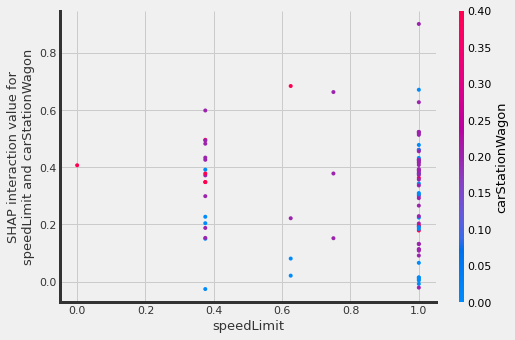 SHAP interaction value for
speedLimit and carStationWagon
0.8
0.6
0.4
0.2
0.0
0.0 0.2 0.4 0.6 0.8 1.0
speedLimit
0.40
0.35
0.30
0.25
0.20
0.15
0.10
0.05
0.00
carStationWagon